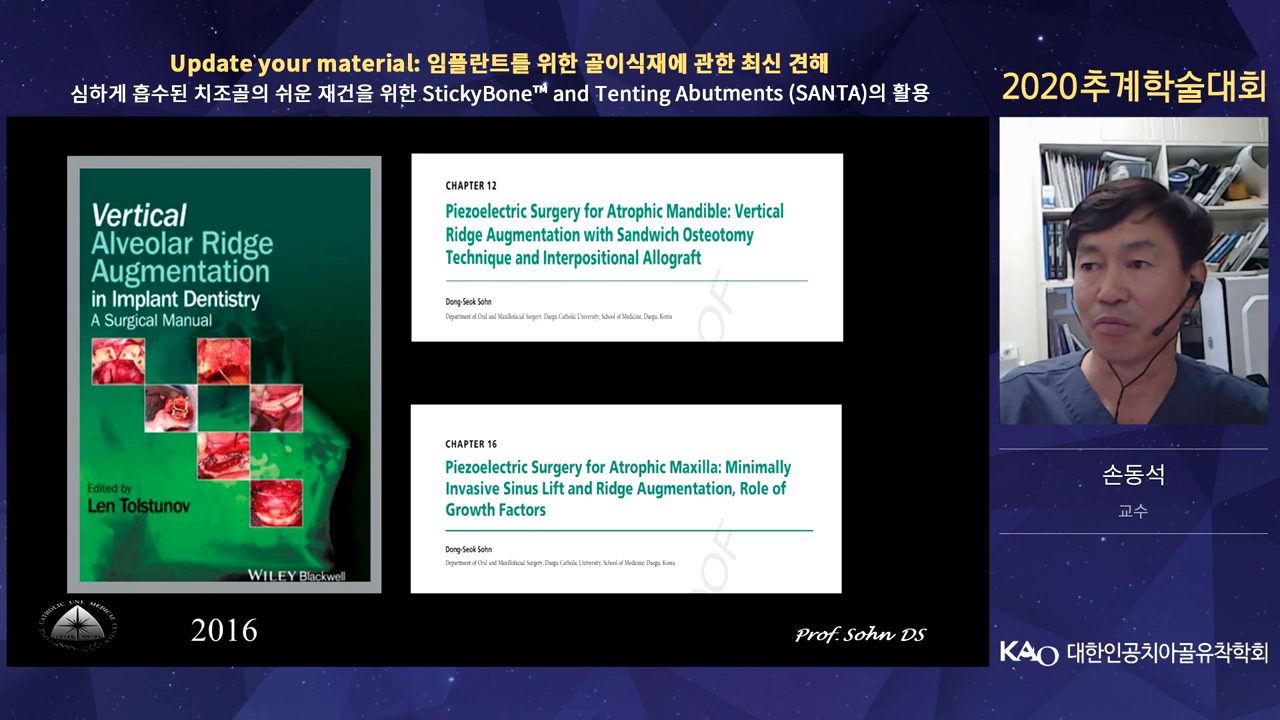 Update your material: 임플란트를 위한 골이식재에 관한 최신 견해
심하게 흡수된 치조골의 쉬운 재건을 위한 StickyBone™ and Tenting Abutments (SANTA)의 활용
2020추계학술대회
Vertical
Alveolar Ridge
Augmentation
in Implant Dentistry
A Surgical Manual
Edited by
Len Tolstunov
WILEY Blackwell
CHAPTER 12
Piezoelectric Surgery for Atrophic Mandible: Vertical
Ridge Augmentation with Sandwich Osteotomy
Technique and Interpositional Allograft
Dong-Seok Sohn
Department of Oral and Maxillofacial Surgery, Daegu Catholic University, School of Medicine, Daegu, Korea
OF
CHAPTER 16
Piezoelectric Surgery for Atrophic Maxilla: Minimally
Invasive Sinus Lift and Ridge Augmentation, Role of
Growth Factors
Dong-Seok Sohn
Department of Oral and Maxillofacial Surgery, Daegu Catholic University, School of Medicine, Daegu, Korea
OF
CATHOLIC UNI. MEDICAL CENTER
2016
Prof. Sohn DS
손동석
교수
KAO 대한인공치아골유착학회